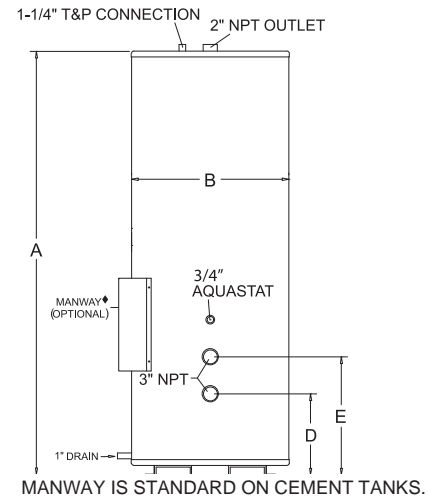 1-1/4" T&P CONNECTION
2" NPT OUTLET
B
A
3/4"
AQUASTAT
MANWAY♦
(OPTIONAL)
3" NPT
E
D
1" DRAIN
MANWAY IS STANDARD ON CEMENT TANKS.